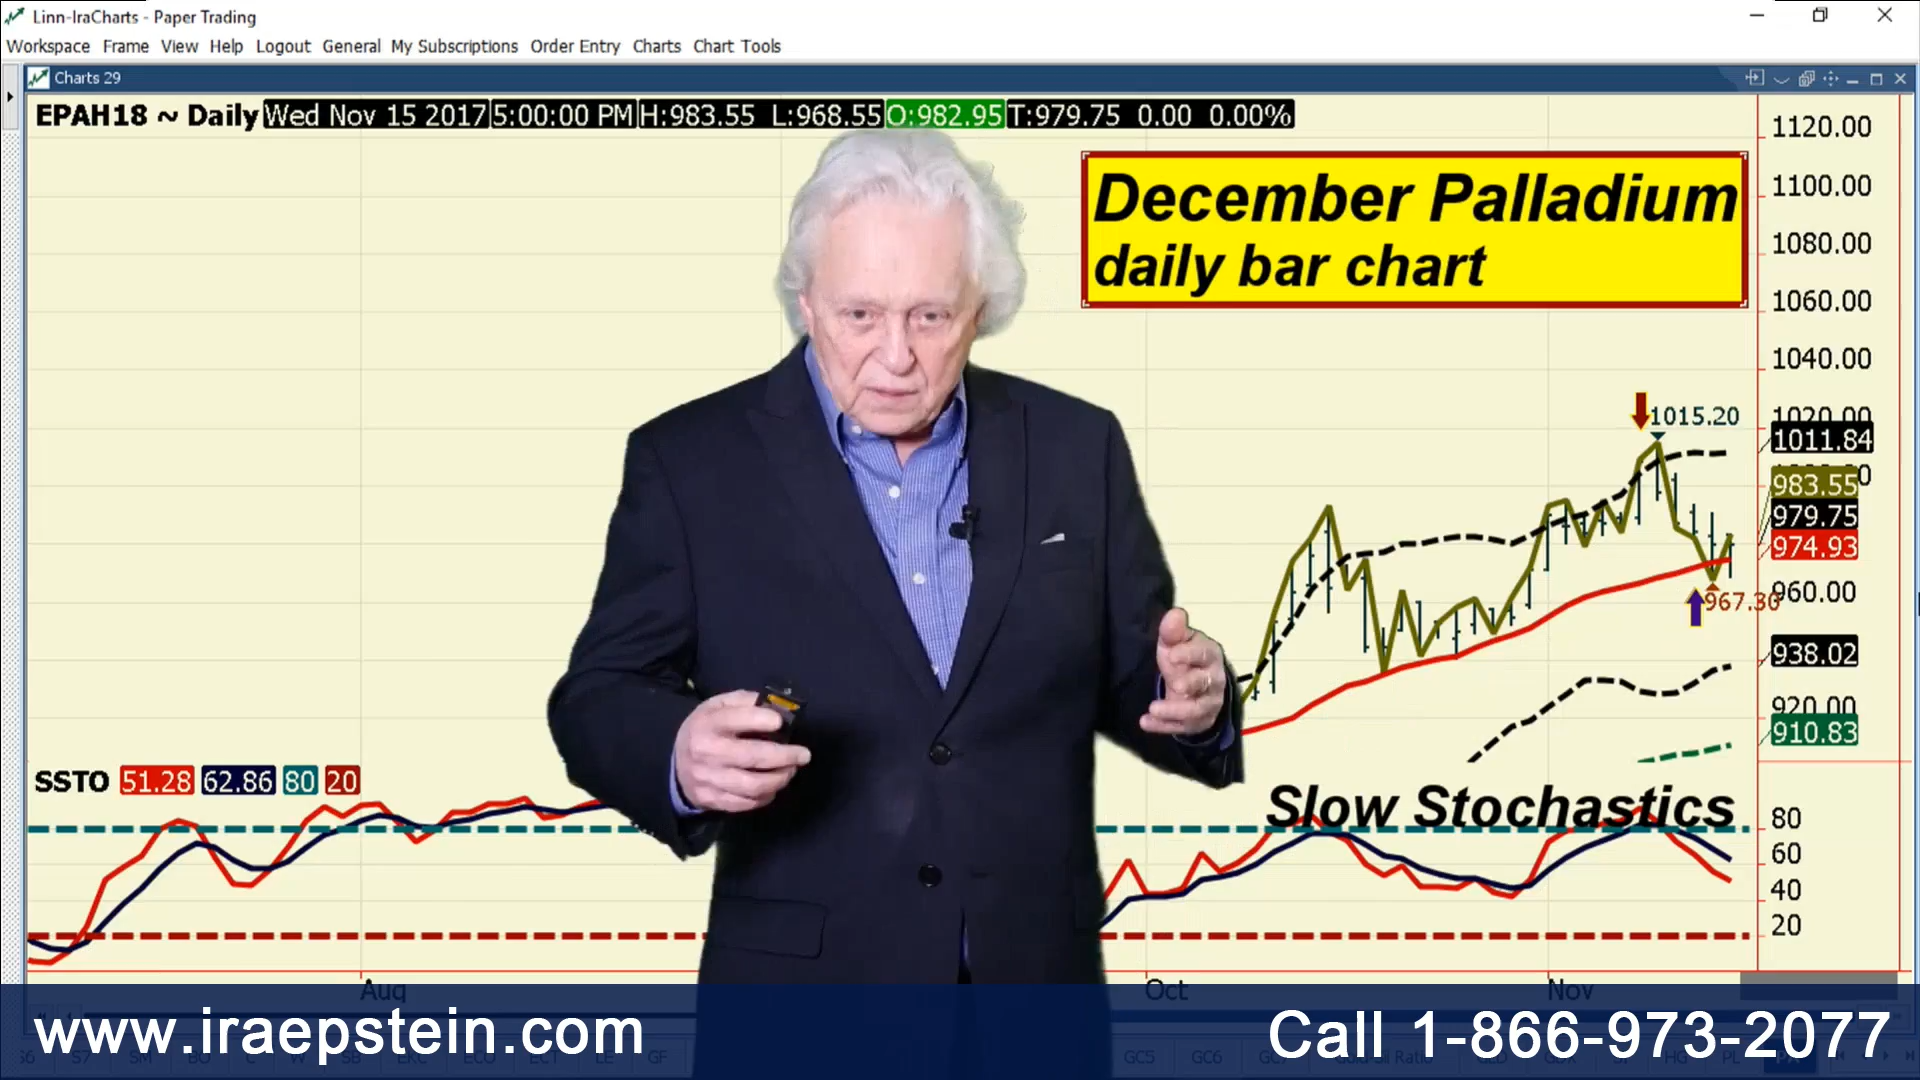 Linn-IraCharts - Paper Trading
Workspace Frame View Help Logout General My Subscriptions Order Entry Charts Chart Tools
Charts 29
EPAH18 ~ Daily Wed Nov 15 2017 5:00:00 PM H:983.55 L:968.55 O:982.95 T:979.75 0.00 0.00%
1120.00
December Palladium
daily bar chart
1100.00
1080.00
1060.00
1040.00
1015.20
1020.00
1011.84
983.55
979.75
974.93
967.30
960.00
938.02
920.00
910.83
SSTO 51.28 62.86 80 20
Slow Stochastics
80
60
40
20
Aug Oct Nov
www.iraepstein.com
Call 1-866-973-2077